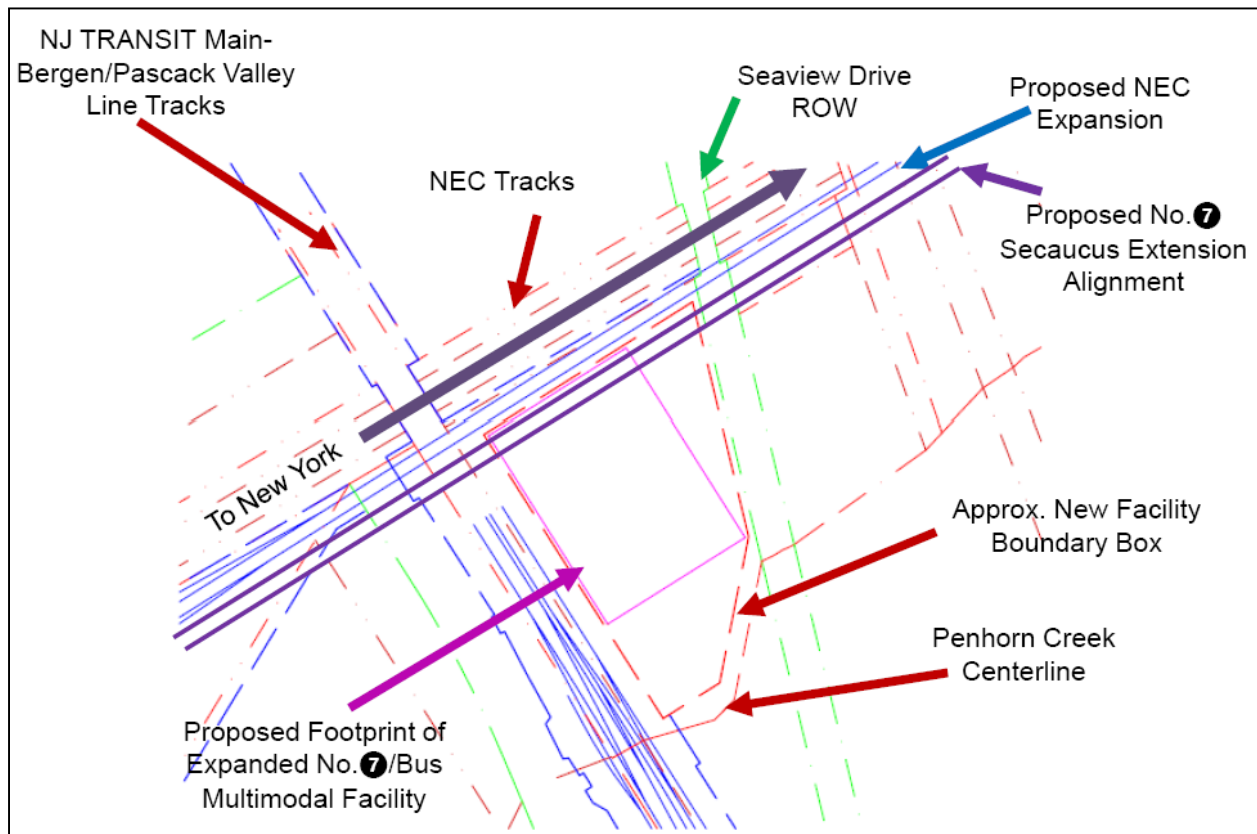 NJ TRANSIT Main-
Bergen/Pascack Valley
Line Tracks
NEC Tracks
Seaview Drive
ROW
Proposed NEC
Expansion
Proposed No.❼
Secaucus Extension
Alignment
To New York
Approx. New Facility
Boundary Box
Penhorn Creek
Centerline
Proposed Footprint of
Expanded No.❼/Bus
Multimodal Facility